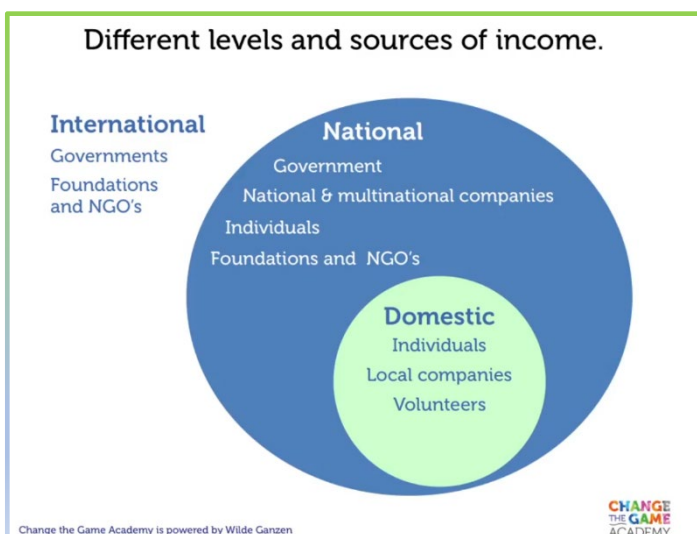 Different levels and sources of income.
International
Governments
Foundations
and NGO's
National
Government
National & multinational companies
Individuals
Foundations and NGO's
Domestic
Individuals
Local companies
Volunteers
Change the Game Academy is powered by Wilde Ganzen
CHANGE
THE GAME
ACADEMY